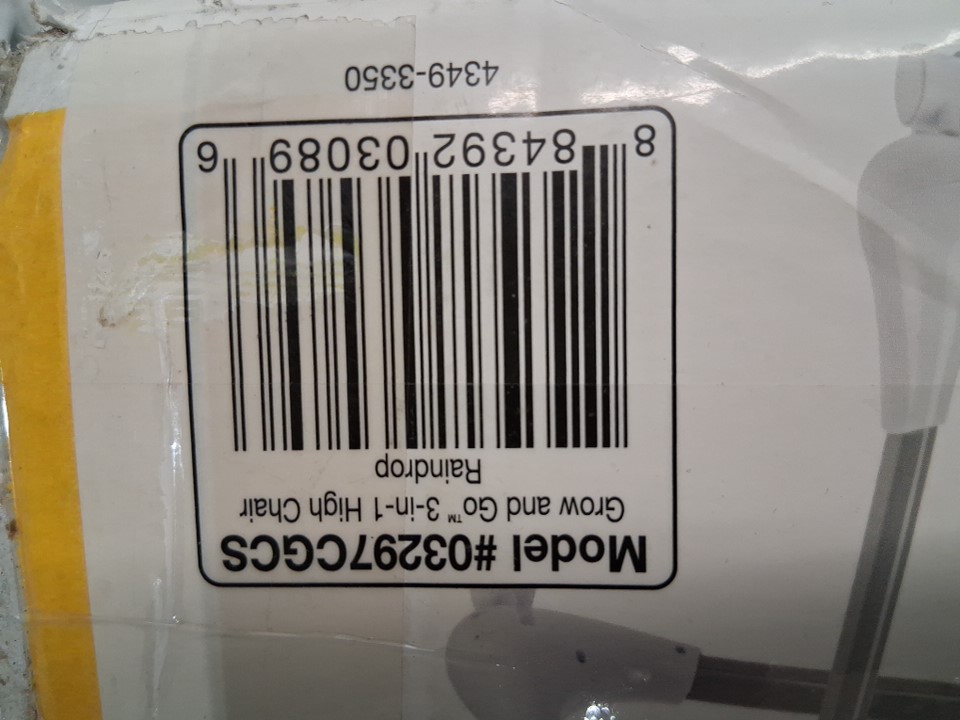 Model #03297CGCS
Grow and Go™ 3-in-1 High Chair
Raindrop
8 84392 03089 6
4349-3350